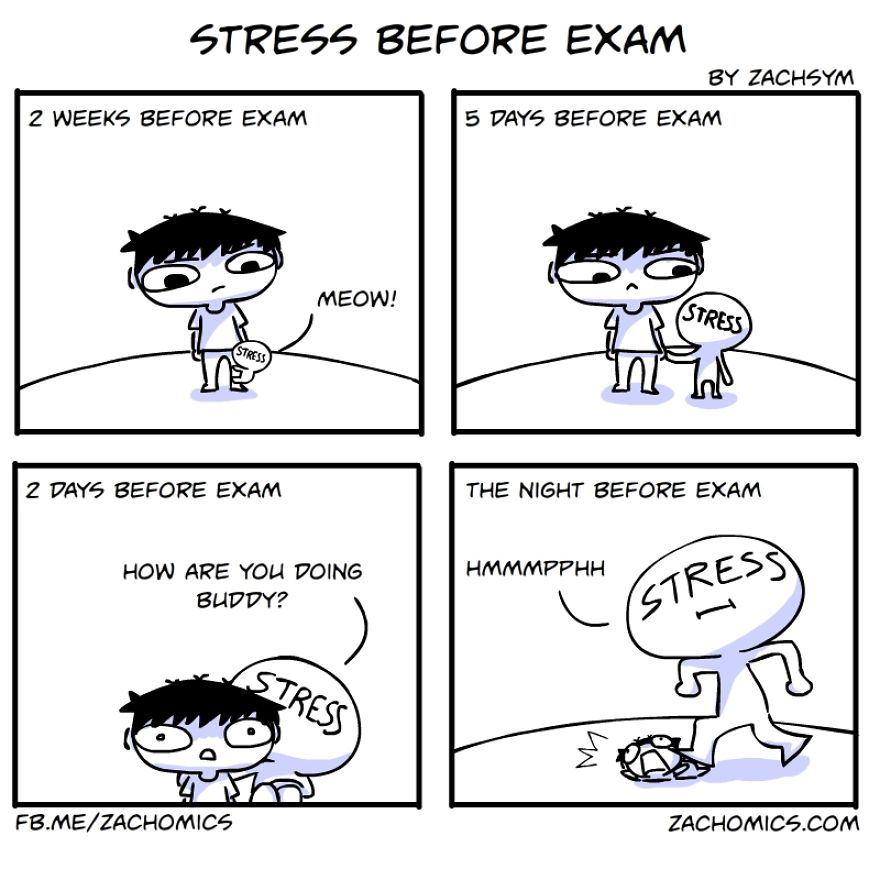 STRESS BEFORE EXAM
BY ZACHSYM
2 WEEKS BEFORE EXAM
MEOW!
STRESS
5 DAYS BEFORE EXAM
STRESS
2 DAYS BEFORE EXAM
HOW ARE YOU DOING
BUDDY?
STRESS
THE NIGHT BEFORE EXAM
HMMMPPHH
STRESS
FB.ME/ZACHOMICS
ZACHOMICS.COM